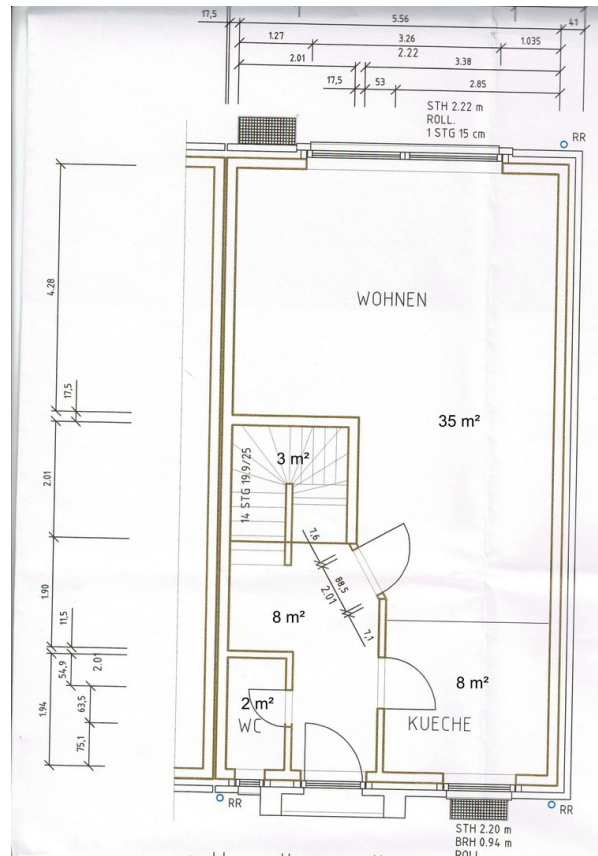 17,5
5.56
41
1.27
3.26
1.035
2.22
2.01
3.38
17,5
53
2.85
STH 2.22 m
ROLL.
1 STG 15 cm
RR
4.28
WOHNEN
17,5
35 m²
3 m²
14 STG 19.9/25
2.01
7,6
88,5
2.01
7,1
1.90
8 m²
11,5
54,9
2.01
63,5
1.94
75,1
2 m²
WC
8 m²
KUECHE
RR
RR
STH 2.20 m
BRH 0.94 m
ROLL